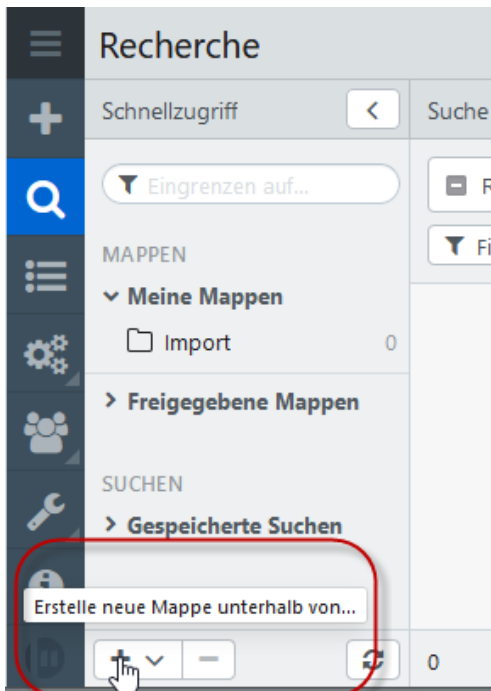 Recherche
Schnellzugriff
Suche
Eingrenzen auf...
MAPPEN
Meine Mappen
Import 0
Freigegebene Mappen
SUCHEN
Gespeicherte Suchen
Erstelle neue Mappe unterhalb von...
0